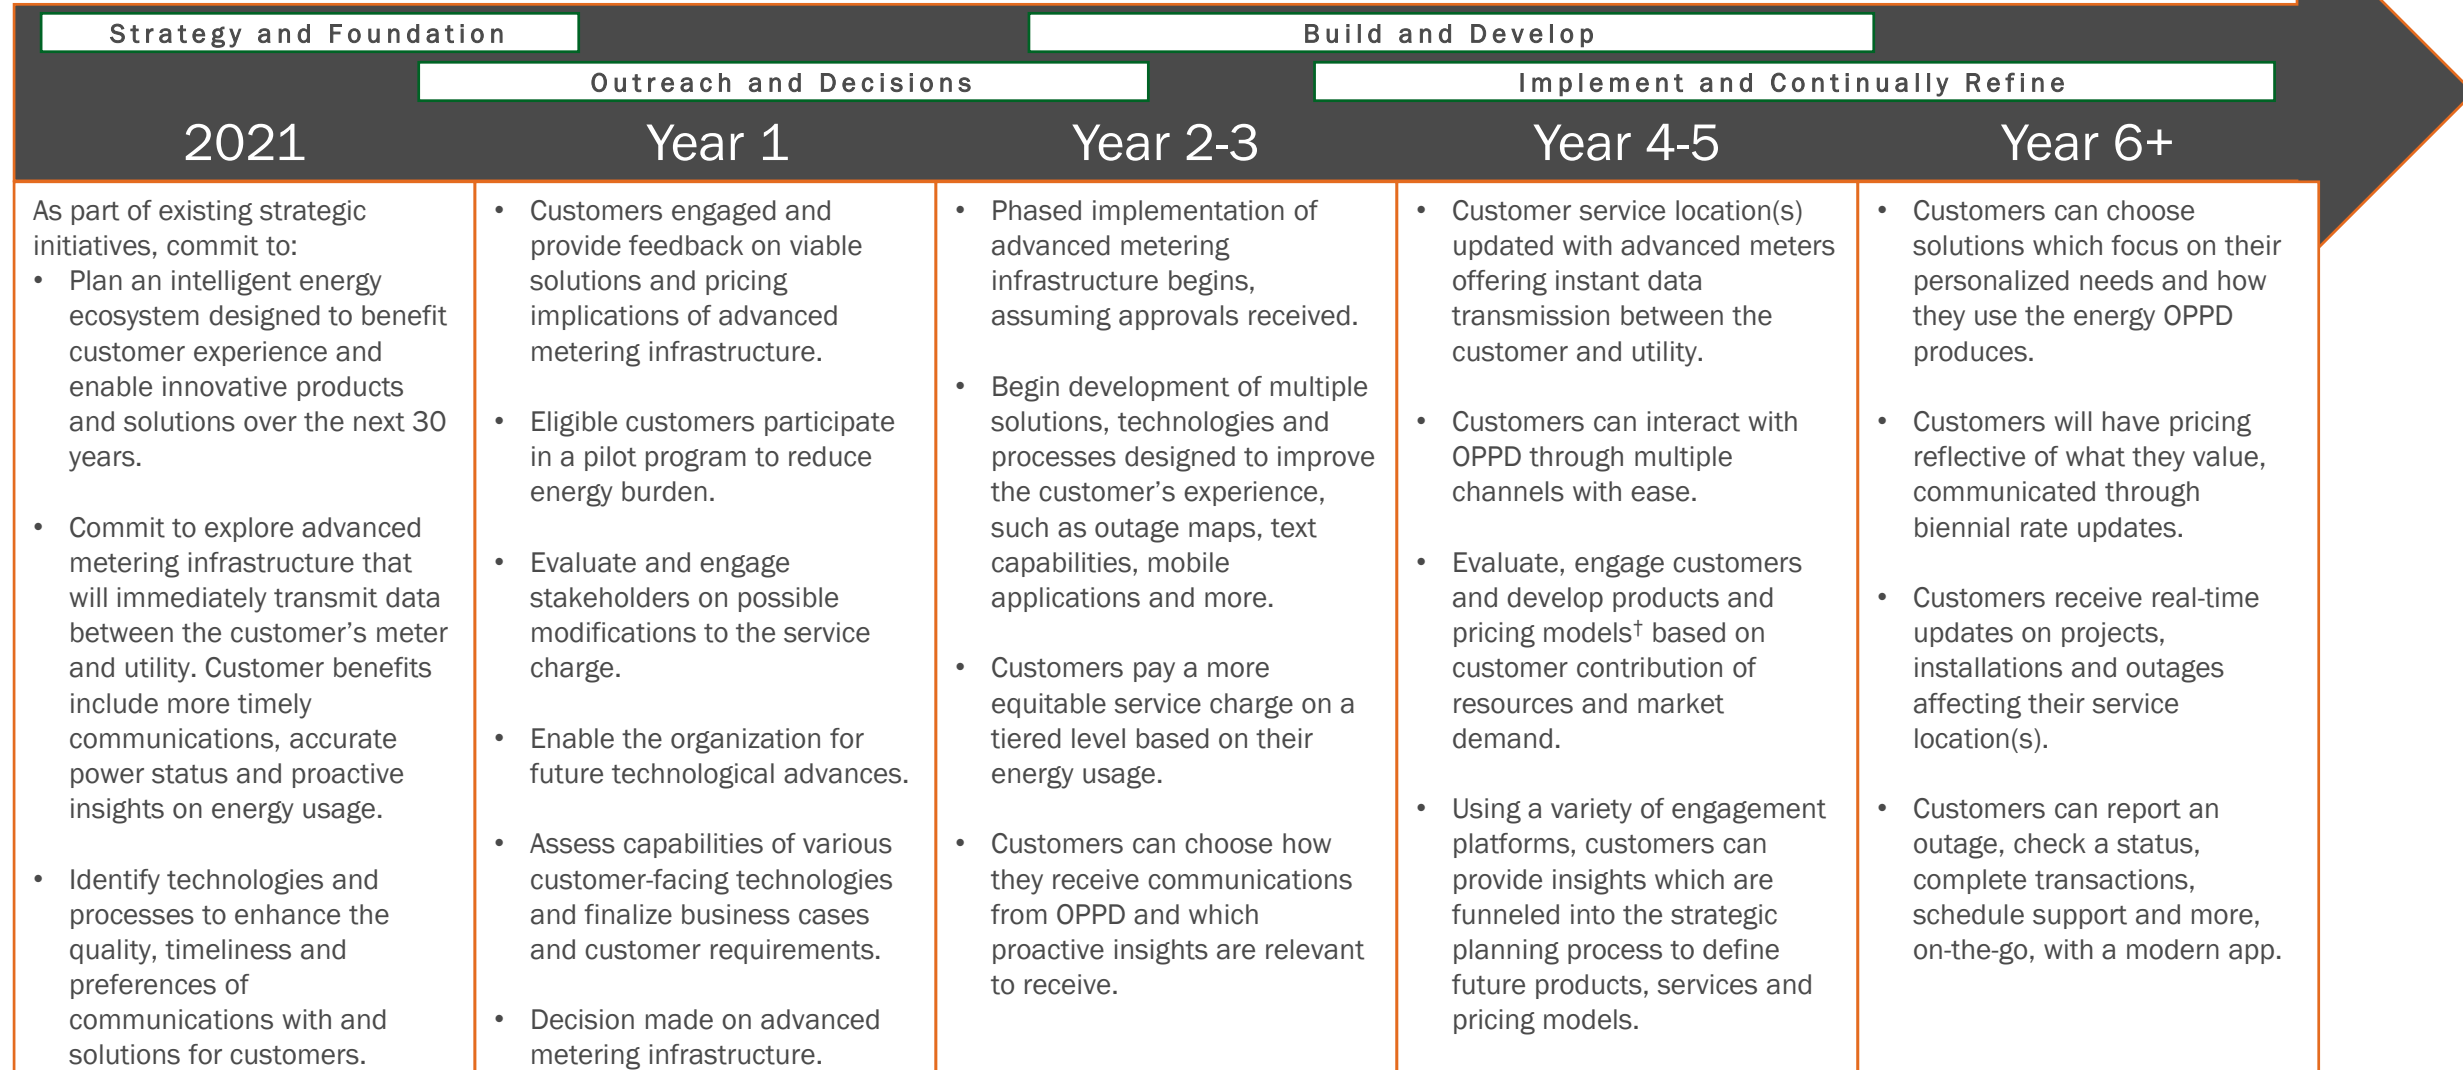 Strategy and Foundation
Build and Develop
Outreach and Decisions
Implement and Continually Refine
2021
Year 1
Year 2-3
Year 4-5
Year 6+
As part of existing strategic
initiatives, commit to:
• Plan an intelligent energy
ecosystem designed to benefit
customer experience and
enable innovative products
and solutions over the next 30
years.
• Commit to explore advanced
metering infrastructure that
will immediately transmit data
between the customer’s meter
and utility. Customer benefits
include more timely
communications, accurate
power status and proactive
insights on energy usage.
• Identify technologies and
processes to enhance the
quality, timeliness and
preferences of
communications with and
solutions for customers.
• Customers engaged and
provide feedback on viable
solutions and pricing
implications of advanced
metering infrastructure.
• Eligible customers participate
in a pilot program to reduce
energy burden.
• Evaluate and engage
stakeholders on possible
modifications to the service
charge.
• Enable the organization for
future technological advances.
• Assess capabilities of various
customer-facing technologies
and finalize business cases
and customer requirements.
• Decision made on advanced
metering infrastructure.
• Phased implementation of
advanced metering
infrastructure begins,
assuming approvals received.
• Begin development of multiple
solutions, technologies and
processes designed to improve
the customer’s experience,
such as outage maps, text
capabilities, mobile
applications and more.
• Customers pay a more
equitable service charge on a
tiered level based on their
energy usage.
• Customers can choose how
they receive communications
from OPPD and which
proactive insights are relevant
to receive.
• Customer service location(s)
updated with advanced meters
offering instant data
transmission between the
customer and utility.
• Customers can interact with
OPPD through multiple
channels with ease.
• Evaluate, engage customers
and develop products and
pricing models† based on
customer contribution of
resources and market
demand.
• Using a variety of engagement
platforms, customers can
provide insights which are
funneled into the strategic
planning process to define
future products, services and
pricing models.
• Customers can choose
solutions which focus on their
personalized needs and how
they use the energy OPPD
produces.
• Customers will have pricing
reflective of what they value,
communicated through
biennial rate updates.
• Customers receive real-time
updates on projects,
installations and outages
affecting their service
location(s).
• Customers can report an
outage, check a status,
complete transactions,
schedule support and more,
on-the-go, with a modern app.